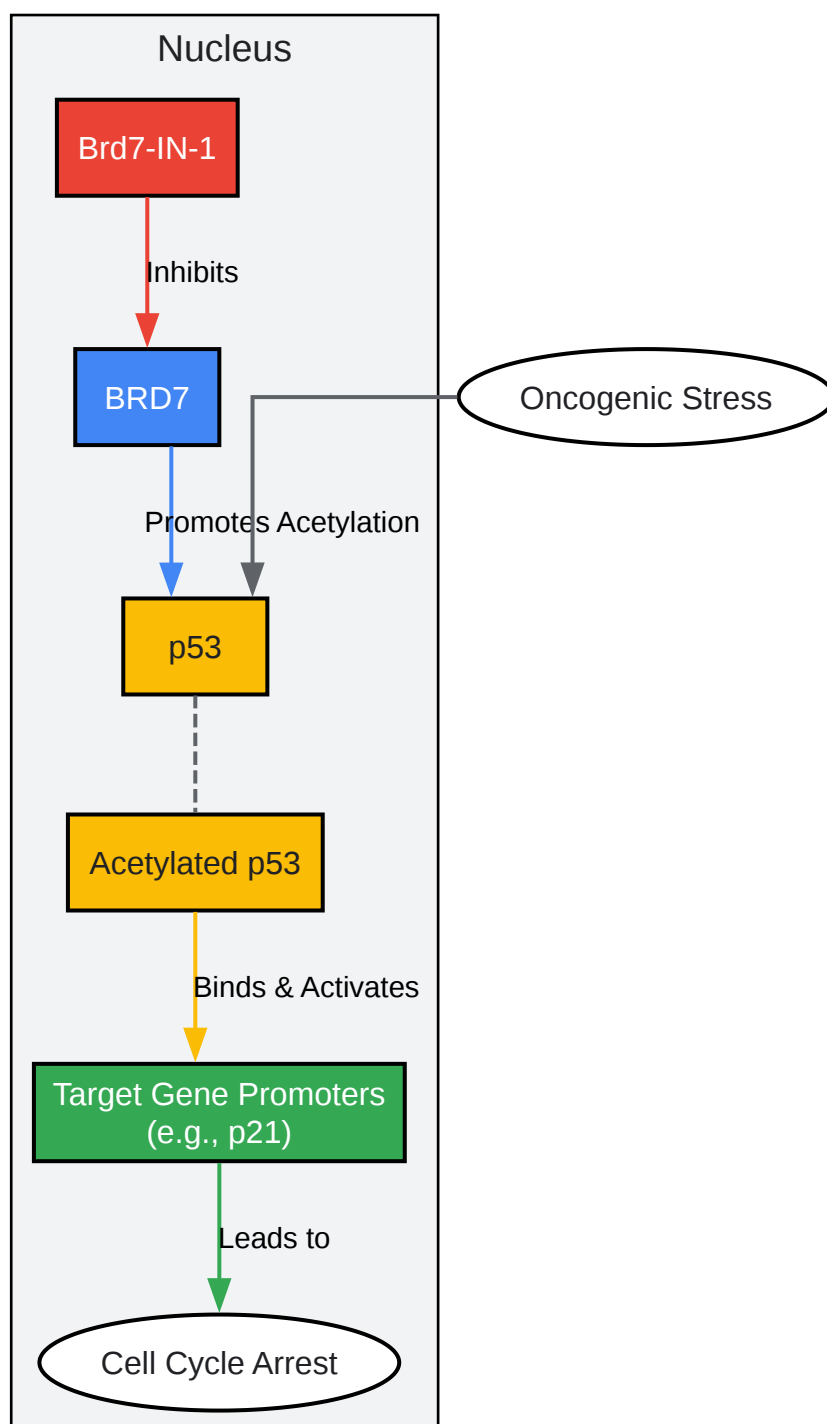 Nucleus
Brd7-IN-1
Inhibits
BRD7
Oncogenic Stress
Promotes Acetylation
p53
Acetylated p53
Binds & Activates
Target Gene Promoters
(e.g., p21)
Leads to
Cell Cycle Arrest